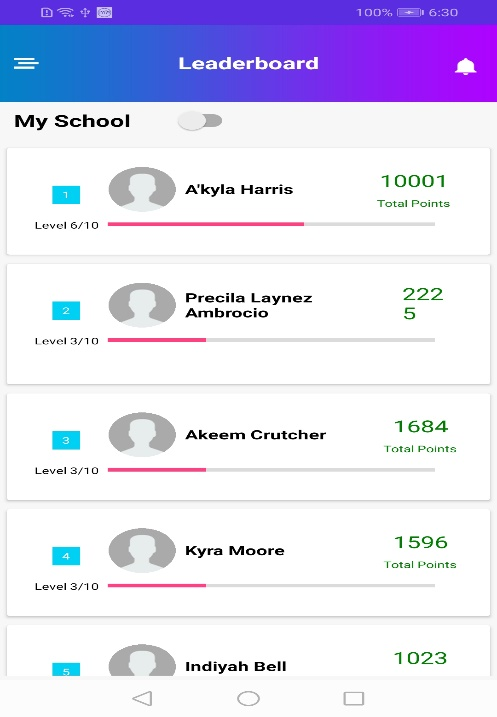 100% 6:30
Leaderboard
My School
1
A'kyla Harris
10001
Total Points
Level 6/10
2
Precila Laynez
Ambrocio
222
5
Level 3/10
3
Akeem Crutcher
1684
Total Points
Level 3/10
4
Kyra Moore
1596
Total Points
Level 3/10
5
Indiyah Bell
1023